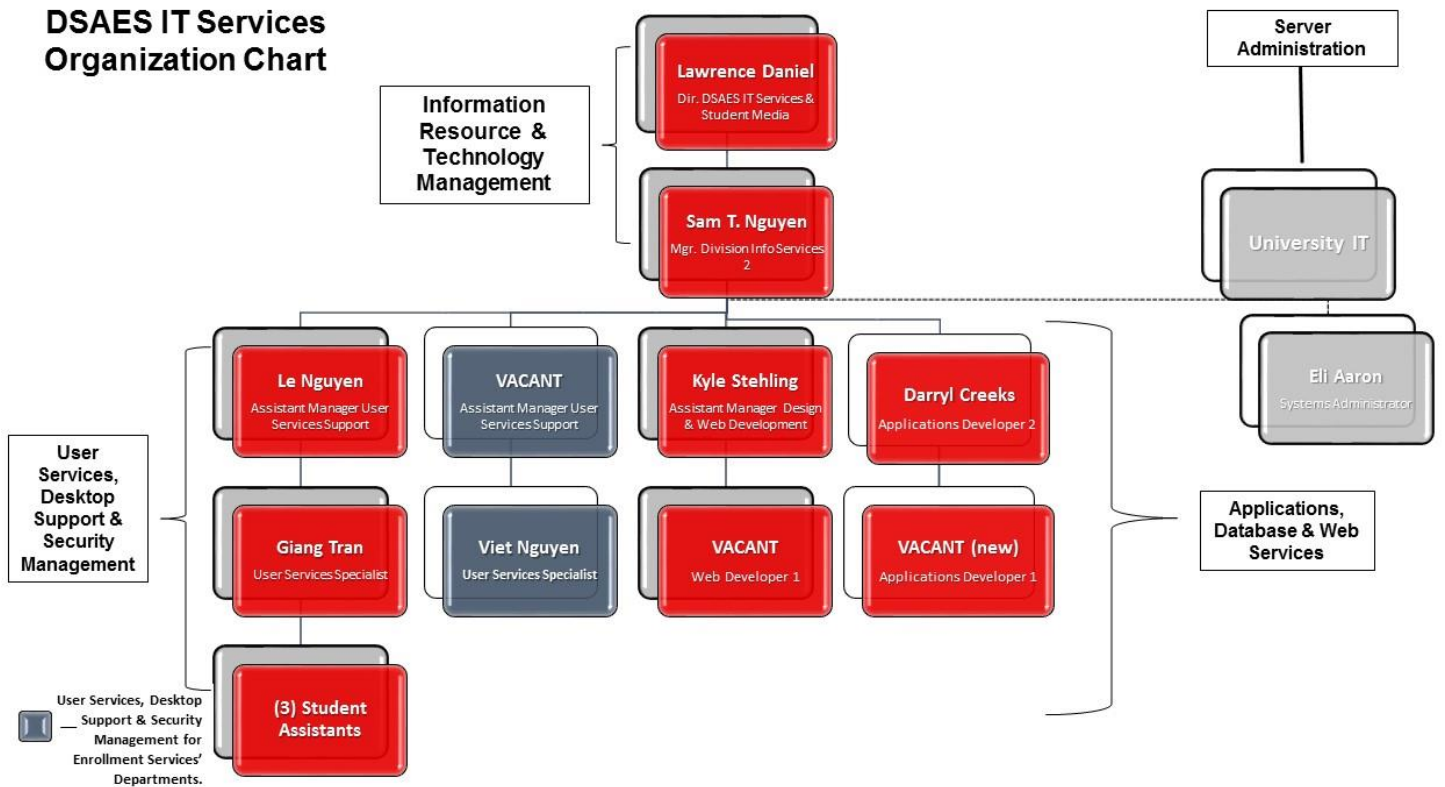 DSAES IT Services
Organization Chart
Server
Administration
Information
Resource &
Technology
Management
Lawrence Daniel
Dir. DSAES IT Services &
Student Media
Sam T. Nguyen
Mgr. Division Info Services
2
University IT
Eli Aaron
Systems Administrator
User
Services,
Desktop
Support &
Security
Management
Le Nguyen
Assistant Manager User
Services Support
VACANT
Assistant Manager User
Services Support
Kyle Stehling
Assistant Manager Design
& Web Development
Darryl Creeks
Applications Developer 2
Giang Tran
User Services Specialist
Viet Nguyen
User Services Specialist
VACANT
Web Developer 1
VACANT (new)
Applications Developer 1
Applications,
Database & Web
Services
(3) Student
Assistants
User Services, Desktop
Support & Security
Management for
Enrollment Services’
Departments.